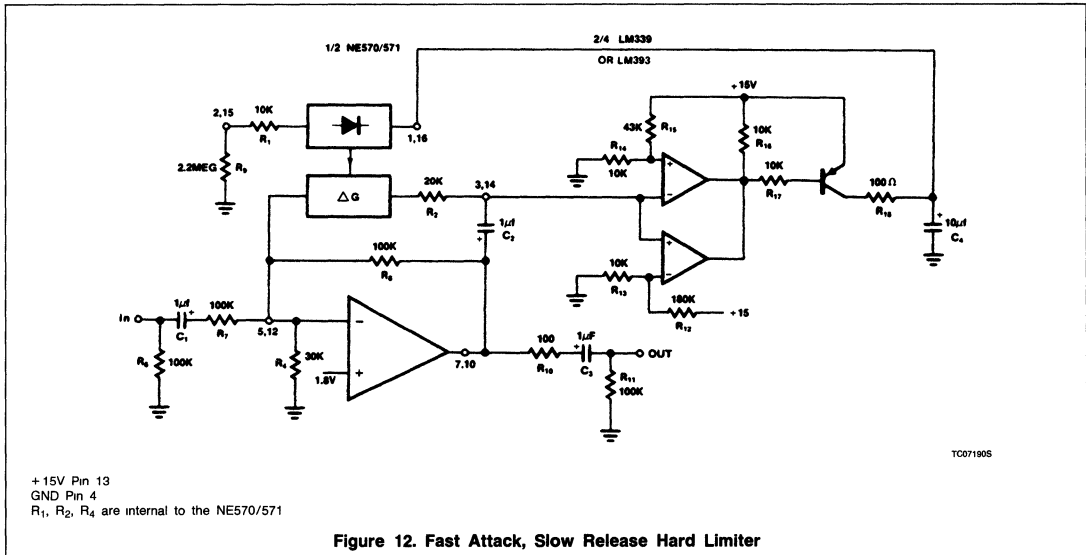 1/2 NE570/571
2/4 LM339
OR LM393
+15V
2,15
10K
R1
1,16
2.2MEG
R9
43K
R15
R14
10K
10K
R16
10K
R17
100 Ω
R18
10µf
C4
+
ΔG
20K
R2
3,14
1µf
C2
+
+
−
100K
R8
+
−
10K
R13
180K
R12
+15
In
1µf
+
C1
100K
R7
5,12
R6
100K
R4
30K
−
+
1.8V
7,10
100
R10
1µF
+
C3
OUT
R11
100K
TC07190S
+15V Pin 13
GND Pin 4
R1, R2, R4 are internal to the NE570/571
Figure 12. Fast Attack, Slow Release Hard Limiter